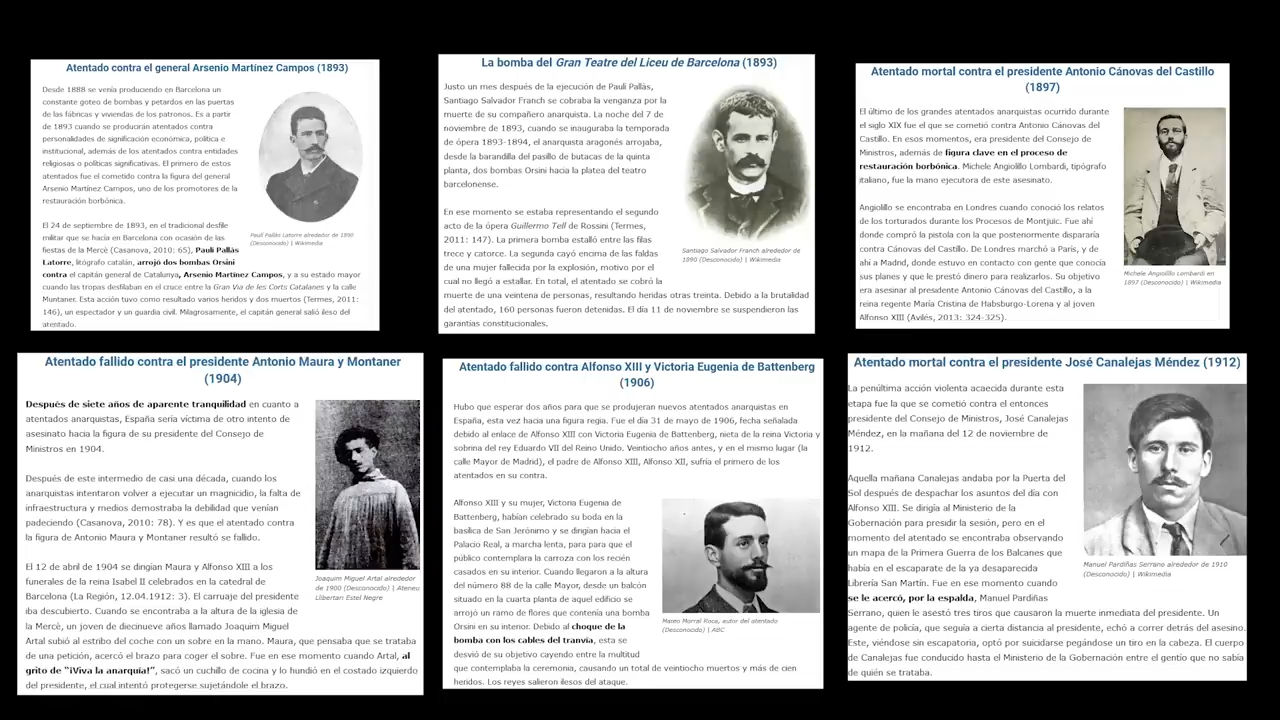 Atentado contra el general Arsenio Martínez Campos (1893)
Desde 1888 se venía produciendo en Barcelona un
constante goteo de bombas y petardos en las puertas
de las fábricas y viviendas de los patronos. Es a partir
de 1893 cuando se producirán atentados contra
personalidades de significación económica, política e
institucional, además de los atentados contra entidades
religiosas o políticas significativas. El primero de estos
atentados fue el cometido contra la figura del general
Arsenio Martínez Campos, uno de los promotores de la
restauración borbónica.
El 24 de septiembre de 1893, en el tradicional desfile
militar que se hacía en Barcelona con ocasión de las
fiestas de la Mercè (Casanova, 2010: 65), Paulí Pallàs
Latorre, litógrafo catalán, arrojó dos bombas Orsini
contra el capitán general de Catalunya, Arsenio Martínez Campos, y a su estado mayor
cuando las tropas desfilaban en el cruce entre la Gran Via de les Corts Catalanes y la calle
Muntaner. Esta acción tuvo como resultado varios heridos y dos muertos (Termes, 2011:
146), un espectador y un guardia civil. Milagrosamente, el capitán general salió ileso del
atentado.
Paulí Pallàs Latorre alrededor de 1890
(Desconocido) | Wikimedia
La bomba del Gran Teatre del Liceu de Barcelona (1893)
Justo un mes después de la ejecución de Paulí Pallàs,
Santiago Salvador Franch se cobraba la venganza por la
muerte de su compañero anarquista. La noche del 7 de
noviembre de 1893, cuando se inauguraba la temporada
de ópera 1893-1894, el anarquista aragonés arrojaba,
desde la barandilla del pasillo de butacas de la quinta
planta, dos bombas Orsini hacia la platea del teatro
barcelonense.
En ese momento se estaba representando el segundo
acto de la ópera Guillermo Tell de Rossini (Termes,
2011: 147). La primera bomba estalló entre las filas
trece y catorce. La segunda cayó encima de las faldas
de una mujer fallecida por la explosión, motivo por el
cual no llegó a estallar. En total, el atentado se cobró la
muerte de una veintena de personas, resultando heridas otras treinta. Debido a la brutalidad
del atentado, 160 personas fueron detenidas. El día 11 de noviembre se suspendieron las
garantías constitucionales.
Santiago Salvador Franch alrededor de
1890 (Desconocido) | Wikimedia
Atentado mortal contra el presidente Antonio Cánovas del Castillo
(1897)
El último de los grandes atentados anarquistas ocurrido durante
el siglo XIX fue el que se cometió contra Antonio Cánovas del
Castillo. En esos momentos, era presidente del Consejo de
Ministros, además de figura clave en el proceso de
restauración borbónica. Michele Angiolillo Lombardi, tipógrafo
italiano, fue la mano ejecutora de este asesinato.
Angiolillo se encontraba en Londres cuando conoció los relatos
de los torturados durante los Procesos de Montjuic. Fue ahí
donde compró la pistola con la que posteriormente dispararía
contra Cánovas del Castillo. De Londres marchó a París, y de
ahí a Madrid, donde estuvo en contacto con gente que conocía
sus planes y que le prestó dinero para realizarlos. Su objetivo
era asesinar al presidente Antonio Cánovas del Castillo, a la
reina regente María Cristina de Habsburgo-Lorena y al joven
Alfonso XIII (Avilés, 2013: 324-325).
Michele Angiolillo Lombardi en
1897 (Desconocido) | Wikimedia
Atentado fallido contra el presidente Antonio Maura y Montaner
(1904)
Después de siete años de aparente tranquilidad en cuanto a
atentados anarquistas, España sería víctima de otro intento de
asesinato hacia la figura de su presidente del Consejo de
Ministros en 1904.
Después de este intermedio de casi una década, cuando los
anarquistas intentaron volver a ejecutar un magnicidio, la falta de
infraestructura y medios demostraba la debilidad que venían
padeciendo (Casanova, 2010: 78). Y es que el atentado contra
la figura de Antonio Maura y Montaner resultó se fallido.
El 12 de abril de 1904 se dirigían Maura y Alfonso XIII a los
funerales de la reina Isabel II celebrados en la catedral de
Barcelona (La Región, 12.04.1912: 3). El carruaje del presidente
iba descubierto. Cuando se encontraba a la altura de la iglesia de
la Mercè, un joven de diecinueve años llamado Joaquim Miguel
Artal subió al estribo del coche con un sobre en la mano. Maura, que pensaba que se trataba
de una petición, acercó el brazo para coger el sobre. Fue en ese momento cuando Artal, al
grito de “¡Viva la anarquía!”, sacó un cuchillo de cocina y lo hundió en el costado izquierdo
del presidente, el cual intentó protegerse sujetándole el brazo.
Joaquim Miguel Artal alrededor
de 1900 (Desconocido) | Ateneu
Llibertari Estel Negre
Atentado fallido contra Alfonso XIII y Victoria Eugenia de Battenberg
(1906)
Hubo que esperar dos años para que se produjeran nuevos atentados anarquistas en
España, esta vez hacia una figura regia. Fue el día 31 de mayo de 1906, fecha señalada
debido al enlace de Alfonso XIII con Victoria Eugenia de Battenberg, nieta de la reina Victoria y
sobrina del rey Eduardo VII del Reino Unido. Veintiocho años antes, y en el mismo lugar (la
calle Mayor de Madrid), el padre de Alfonso XIII, Alfonso XII, sufría el primero de los
atentados en su contra.
Alfonso XIII y su mujer, Victoria Eugenia de
Battenberg, habían celebrado su boda en la
basílica de San Jerónimo y se dirigían hacia el
Palacio Real, a marcha lenta, para para que el
público contemplara la carroza con los recién
casados en su interior. Cuando llegaron a la altura
del número 88 de la calle Mayor, desde un balcón
situado en la cuarta planta de aquel edificio se
arrojó un ramo de flores que contenía una bomba
Orsini en su interior. Debido al choque de la
bomba con los cables del tranvía, esta se
desvió de su objetivo cayendo entre la multitud
que contemplaba la ceremonia, causando un total de veintiocho muertos y más de cien
heridos. Los reyes salieron ilesos del ataque.
Mateo Morral Roca, autor del atentado
(Desconocido) | ABC
Atentado mortal contra el presidente José Canalejas Méndez (1912)
La penúltima acción violenta acaecida durante esta
etapa fue la que se cometió contra el entonces
presidente del Consejo de Ministros, José Canalejas
Méndez, en la mañana del 12 de noviembre de
1912.
Aquella mañana Canalejas andaba por la Puerta del
Sol después de despachar los asuntos del día con
Alfonso XIII. Se dirigía al Ministerio de la
Gobernación para presidir la sesión, pero en el
momento del atentado se encontraba observando
un mapa de la Primera Guerra de los Balcanes que
había en el escaparate de la ya desaparecida
Librería San Martín. Fue en ese momento cuando
se le acercó, por la espalda, Manuel Pardiñas
Serrano, quien le asestó tres tiros que causaron la muerte inmediata del presidente. Un
agente de policía, que seguía a cierta distancia al presidente, echó a correr detrás del asesino.
Este, viéndose sin escapatoria, optó por suicidarse pegándose un tiro en la cabeza. El cuerpo
de Canalejas fue conducido hasta el Ministerio de la Gobernación entre el gentío que no sabía
de quién se trataba.
Manuel Pardiñas Serrano alrededor de 1910
(Desconocido) | Wikimedia